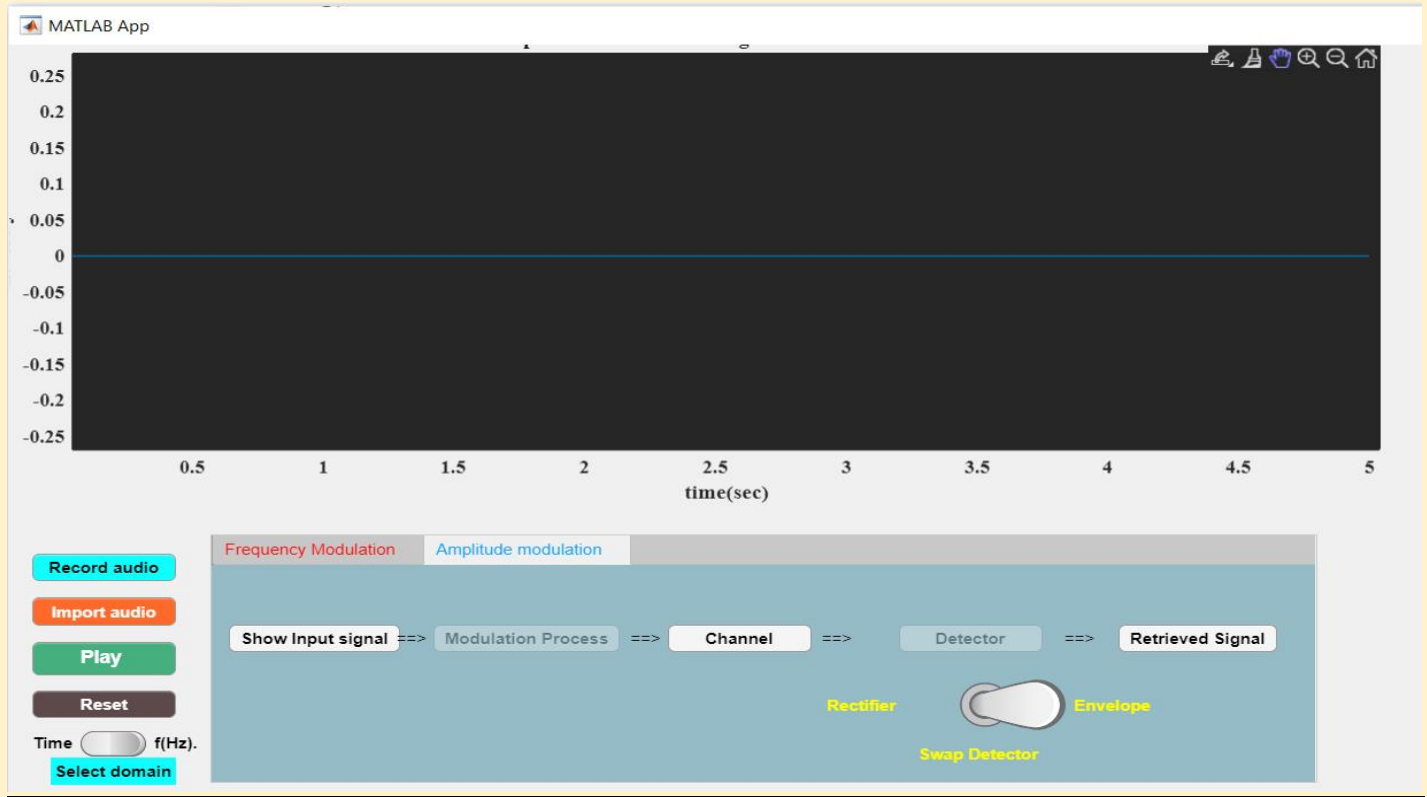 MATLAB App
0.25
0.2
0.15
0.1
0.05
0
-0.05
-0.1
-0.15
-0.2
-0.25
0.5 1 1.5 2 2.5 3 3.5 4 4.5 5
time(sec)
Frequency Modulation Amplitude modulation
Record audio
Import audio
Show Input signal ==> Modulation Process ==> Channel ==> Detector ==> Retrieved Signal
Play
Reset
Rectifier Envelope
Time f(Hz).
Swap Detector
Select domain